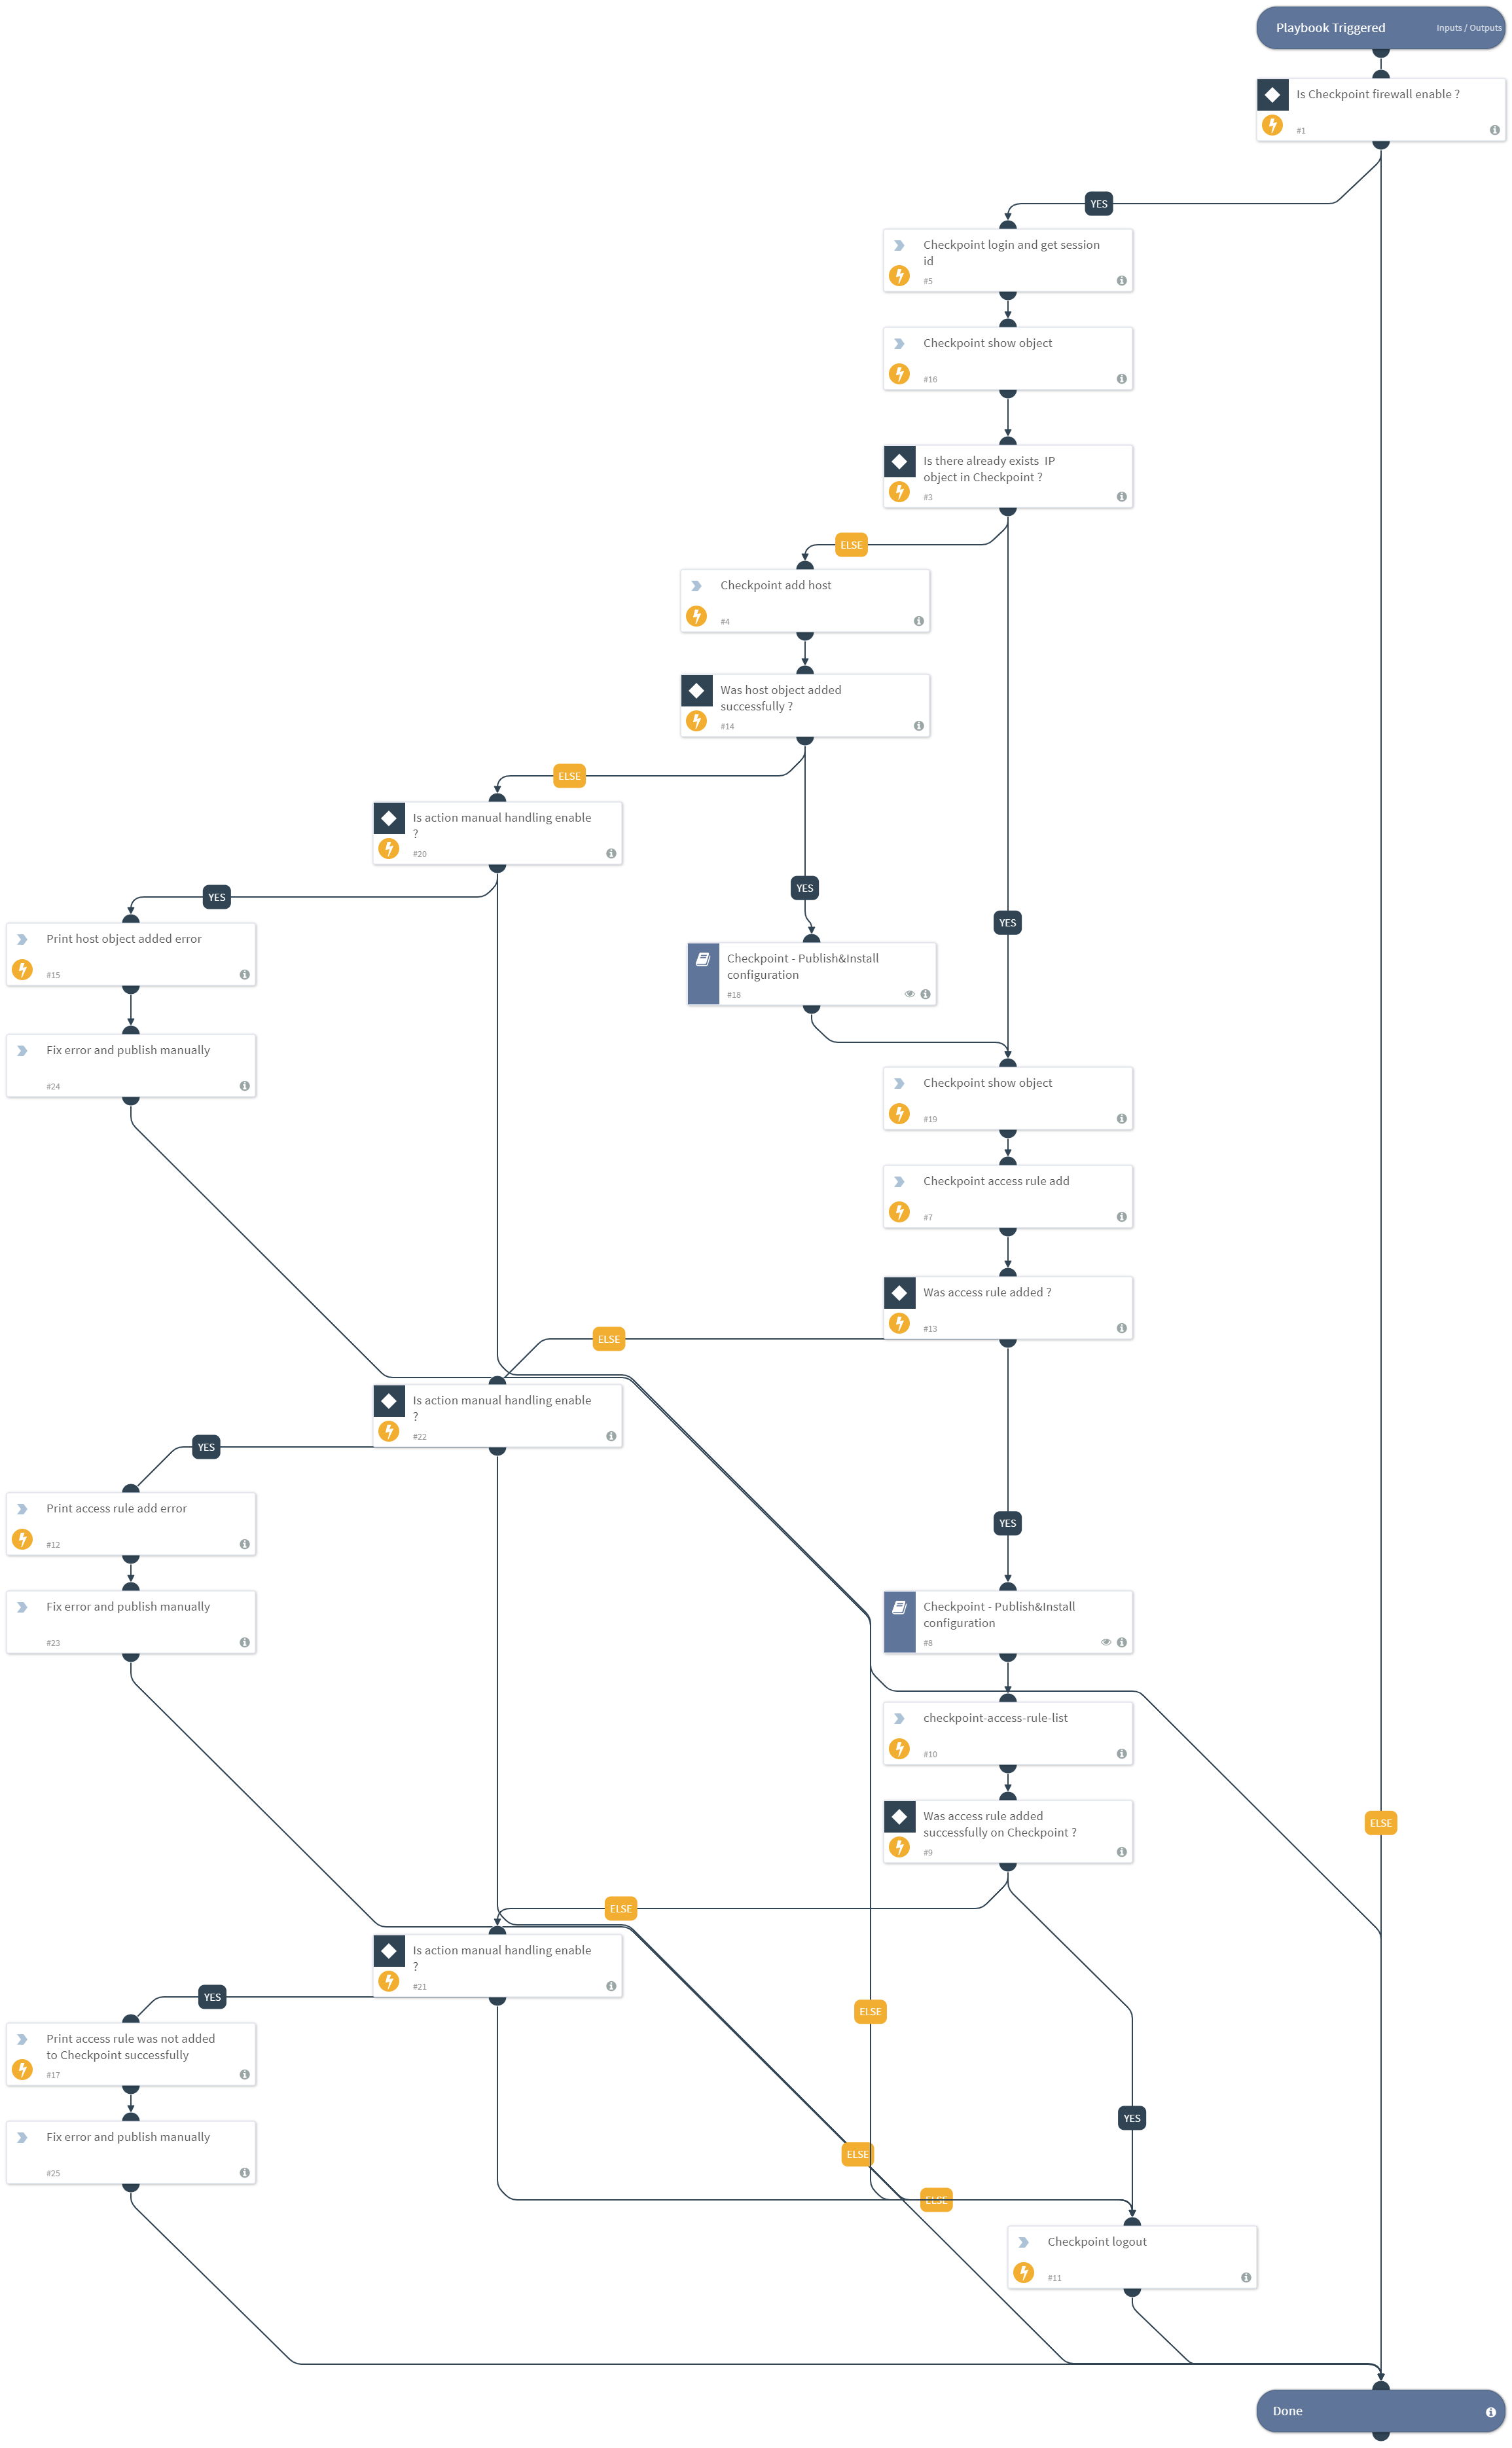 Playbook Triggered
Inputs / Outputs
Is Checkpoint firewall enable ?
#1
YES
Checkpoint login and get session
id
#5
Checkpoint show object
#16
Is there already exists IP
object in Checkpoint ?
#3
ELSE
Checkpoint add host
#4
Was host object added
successfully ?
#14
ELSE
Is action manual handling enable
?
#20
YES
YES
YES
Print host object added error
#15
Checkpoint - Publish&Install
configuration
#18
Fix error and publish manually
#24
Checkpoint show object
#19
Checkpoint access rule add
#7
Was access rule added ?
#13
ELSE
Is action manual handling enable
?
#22
YES
Print access rule add error
#12
YES
Fix error and publish manually
#23
Checkpoint - Publish&Install
configuration
#8
checkpoint-access-rule-list
#10
Was access rule added
successfully on Checkpoint ?
#9
ELSE
ELSE
Is action manual handling enable
?
#21
YES
ELSE
Print access rule was not added
to Checkpoint successfully
#17
YES
Fix error and publish manually
#25
ELSE
ELSE
Checkpoint logout
#11
Done